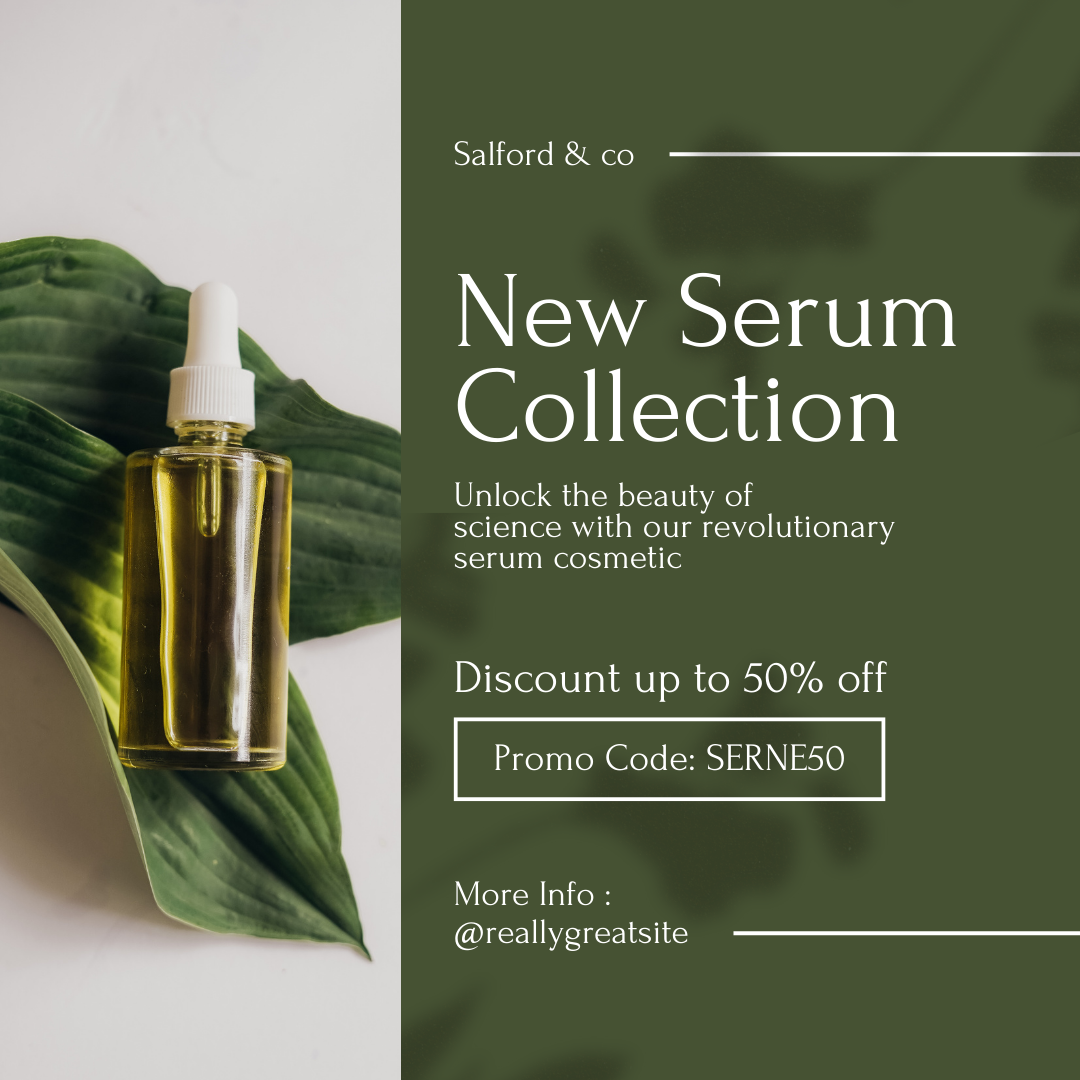 Salford & co
New Serum
Collection
Unlock the beauty of
science with our revolutionary
serum cosmetic
Discount up to 50% off
Promo Code: SERNE50
More Info :
@reallygreatsite